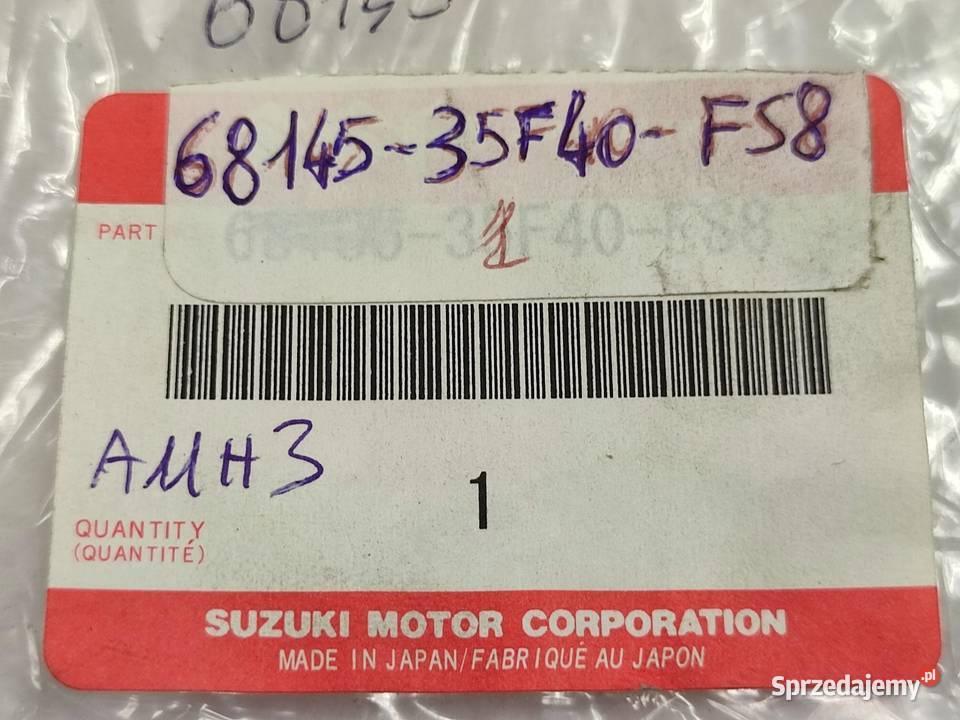 68145-35F40-FS8
PART
1
AMH3
1
QUANTITY
(QUANTITÉ)
SUZUKI MOTOR CORPORATION
MADE IN JAPAN/FABRIQUÉ AU JAPON
Sprzedajemy.pl